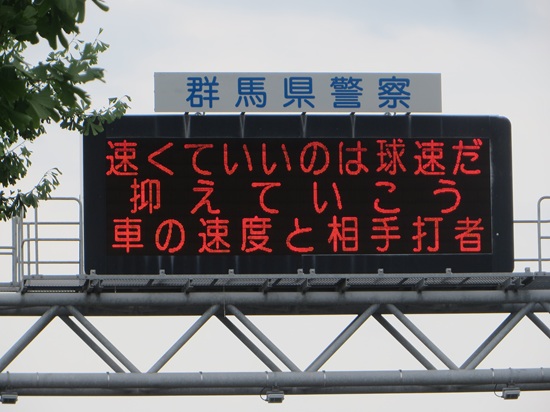 群馬県警察
速くていいのは球速だ
抑えていこう
車の速度と相手打者